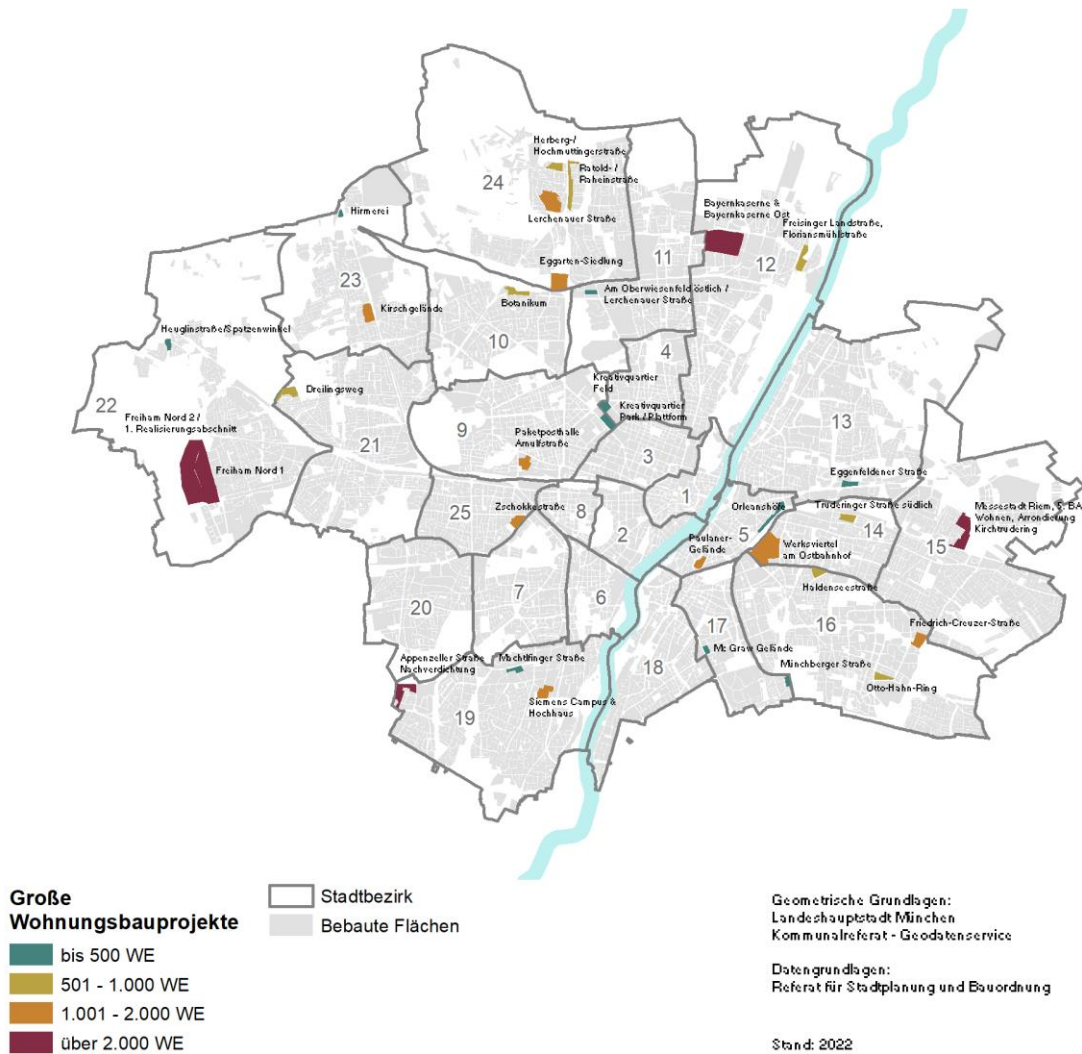 Herberg-/
Hochmuttingerstraße
Ratold- /
Raheinstraße
24
Lerchenauer Straße
Hirmerei
Bayernkaserne &
Bayernkaserne Ost
Freisinger Landstraße,
Floriansmühlstraße
11
12
Eggarten-Siedlung
23
Am Oberwiesenfeld östlich /
Lerchenauer Straße
Botanikum
Kirschgelände
Heuglinstraße/Spatzenwinkel
10
4
22
Dreilingsweg
Kreativquartier
Feld
Kreativquartier
Park / Plattform
Freiham Nord 2 /
1. Realisierungsabschnitt
13
9
Paketposthalle
Arnulfstraße
21
3
Freiham Nord 1
Eggenfeldener Straße
1
Orleanshöfe
Truderinger Straße südlich
Messestadt Riem, 5. BA
Wohnen, Arrondierung
Kirchtrudering
25
Zschokkestraße
8
2
5
14
15
Paulaner-
Gelände
Werksviertel
am Ostbahnhof
Haldenseestraße
20
7
6
17
16
Friedrich-Creuzer-Straße
18
Mc Graw Gelände
Münchberger Straße
Appenzeller Straße
Nachverdichtung
Machtlfinger Straße
Otto-Hahn-Ring
19
Siemens Campus &
Hochhaus
Große
Wohnungsbauprojekte
bis 500 WE
501 - 1.000 WE
1.001 - 2.000 WE
über 2.000 WE
Stadtbezirk
Bebaute Flächen
Geometrische Grundlagen:
Landeshauptstadt München
Kommunalreferat - Geodatenservice
Datengrundlagen:
Referat für Stadtplanung und Bauordnung
Stand: 2022